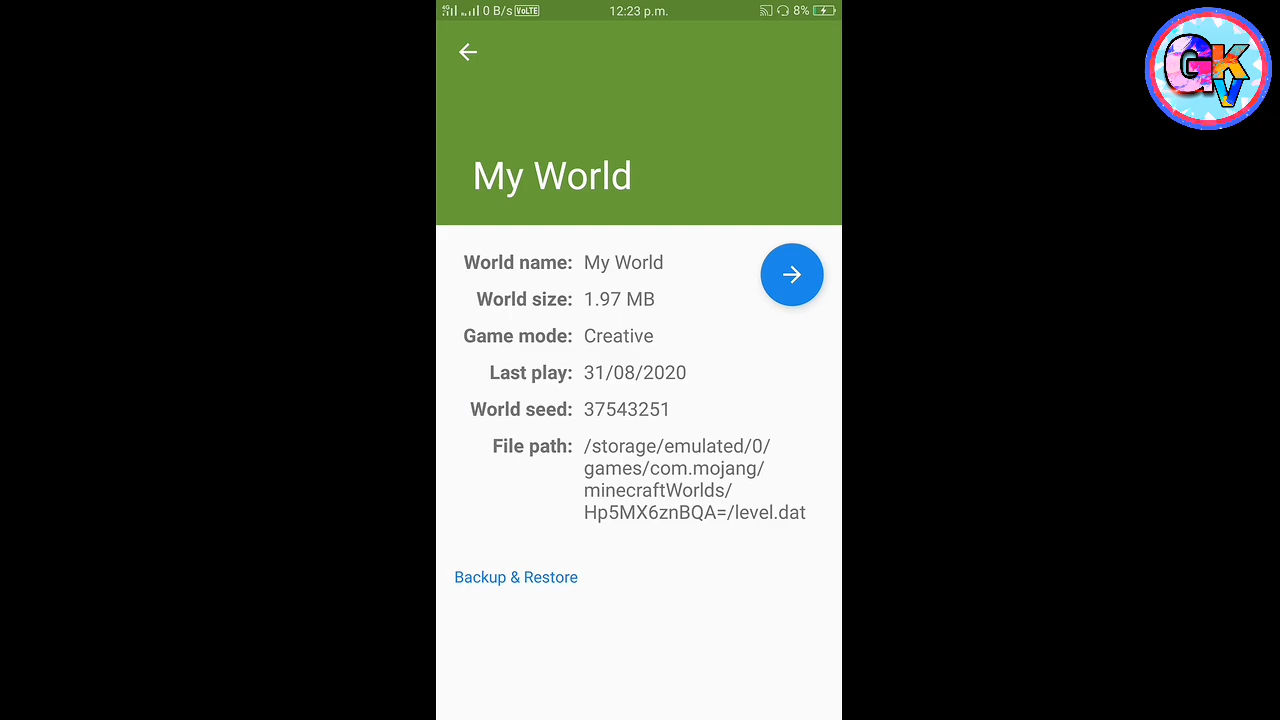 0 B/s VoLTE 12:23 p.m. 8%
My World
World name: My World
World size: 1.97 MB
Game mode: Creative
Last play: 31/08/2020
World seed: 37543251
File path: /storage/emulated/0/
games/com.mojang/
minecraftWorlds/
Hp5MX6znBQA=/level.dat
Backup & Restore
GKV